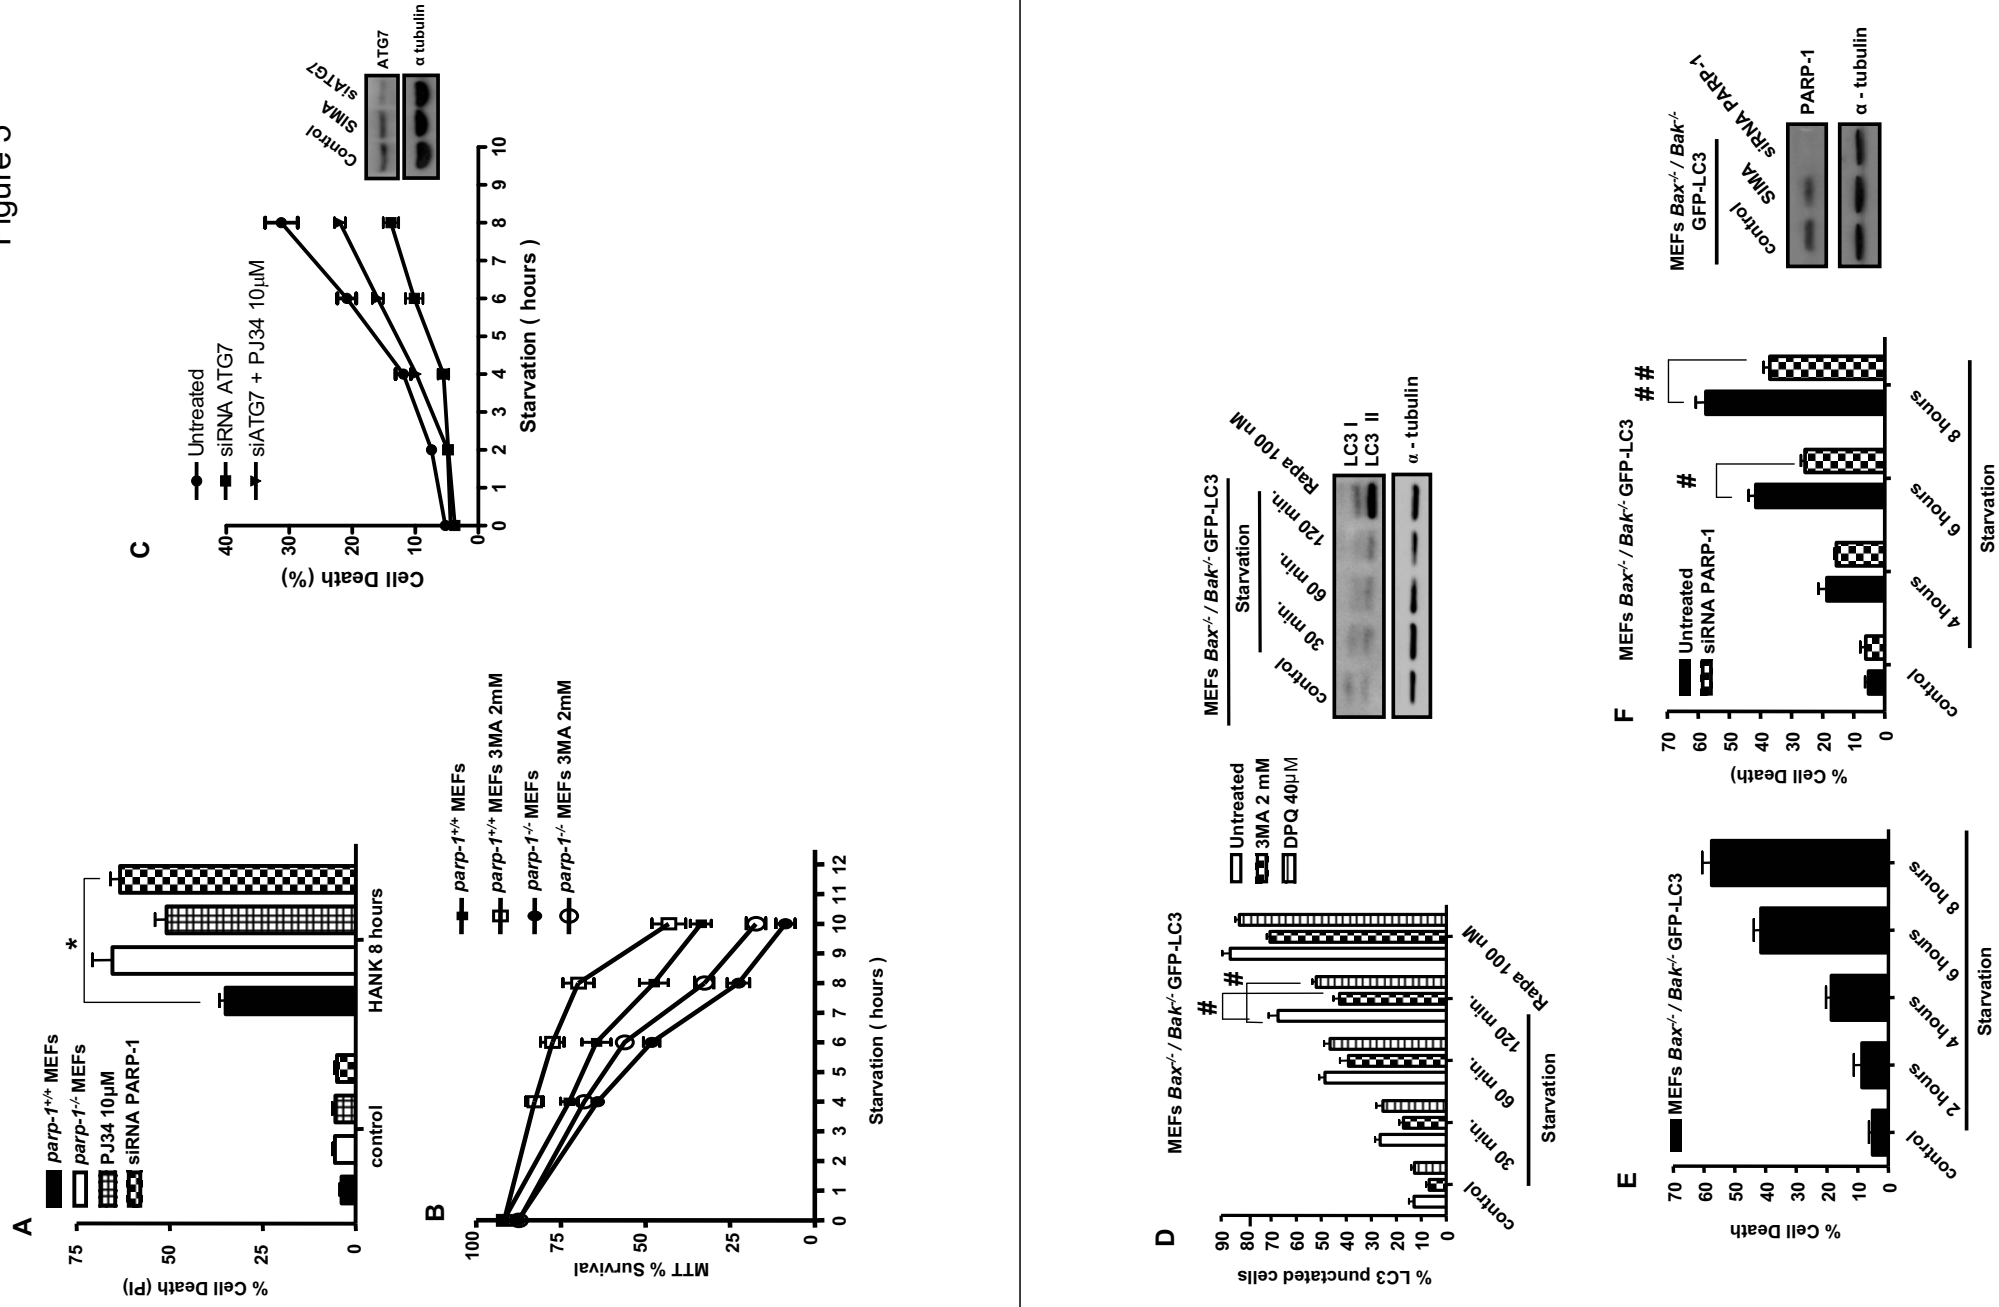 Figure 5
A
parp-1+/+ MEFs
parp-1-/- MEFs
PJ34 10μM
siRNA PARP-1
% Cell Death (PI)
75
50
25
0
*
control
HANK 8 hours
B
parp-1+/+ MEFs
parp-1+/+ MEFs 3MA 2mM
parp-1-/- MEFs
parp-1-/- MEFs 3MA 2mM
MTT % Survival
100
75
50
25
0
0 1 2 3 4 5 6 7 8 9 10 11 12
Starvation ( hours )
C
Untreated
siRNA ATG7
siATG7 + PJ34 10μM
Cell Death (%)
40
30
20
10
0
0 1 2 3 4 5 6 7 8 9 10
Starvation ( hours )
Control
SIMA
siATG7
ATG7
α tubulin
D
MEFs Bax-/- / Bak-/- GFP-LC3
Untreated
3MA 2 mM
DPQ 40μM
% LC3 punctated cells
90
80
70
60
50
40
30
20
10
0
#
#
control
30 min.
60 min.
120 min.
Rapa 100 nM
Starvation
MEFs Bax-/- / Bak-/- GFP-LC3
Starvation
control
30 min.
60 min.
120 min.
Rapa 100 nM
LC3 I
LC3 II
α - tubulin
E
MEFs Bax-/- / Bak-/- GFP-LC3
% Cell Death
70
60
50
40
30
20
10
0
control
2 hours
4 hours
6 hours
8 hours
Starvation
F
MEFs Bax-/- / Bak-/- GFP-LC3
Untreated
siRNA PARP-1
% Cell Death)
70
60
50
40
30
20
10
0
#
# #
control
4 hours
6 hours
8 hours
Starvation
MEFs Bax-/- / Bak-/-
GFP-LC3
control
SIMA
siRNA PARP-1
PARP-1
α - tubulin